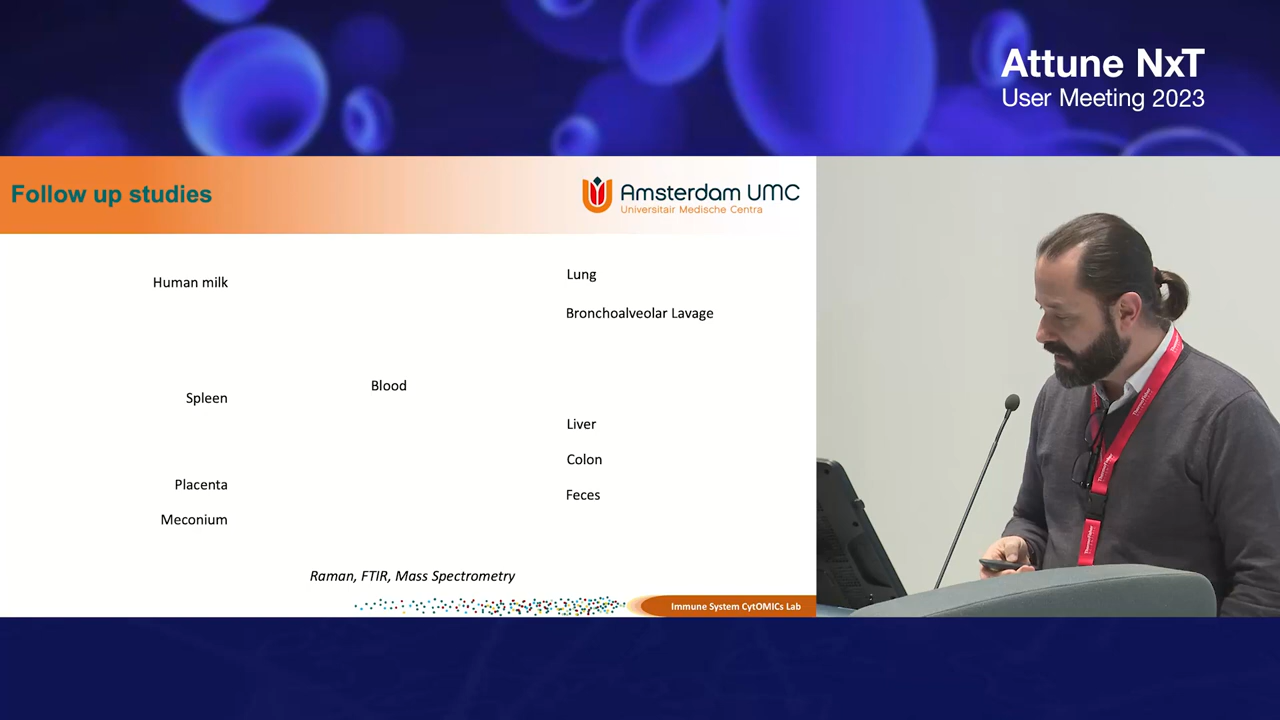 Attune NxT
User Meeting 2023
Follow up studies
Amsterdam UMC
Universitair Medische Centra
Human milk
Lung
Bronchoalveolar Lavage
Blood
Spleen
Liver
Colon
Placenta
Feces
Meconium
Raman, FTIR, Mass Spectrometry
Immune System CytOMICs Lab